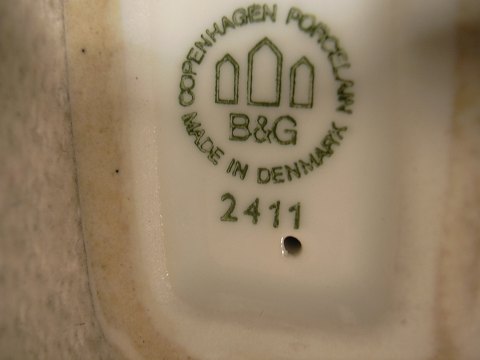 COPENHAGEN PORCELAIN
B&G
MADE IN DENMARK
2411